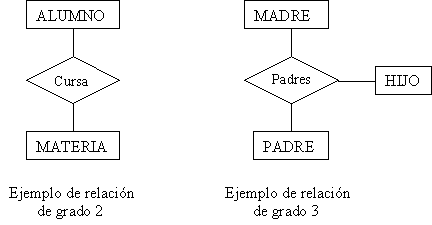 ALUMNO
Cursa
MATERIA
Ejemplo de relación
de grado 2
MADRE
Padres
HIJO
PADRE
Ejemplo de relación
de grado 3